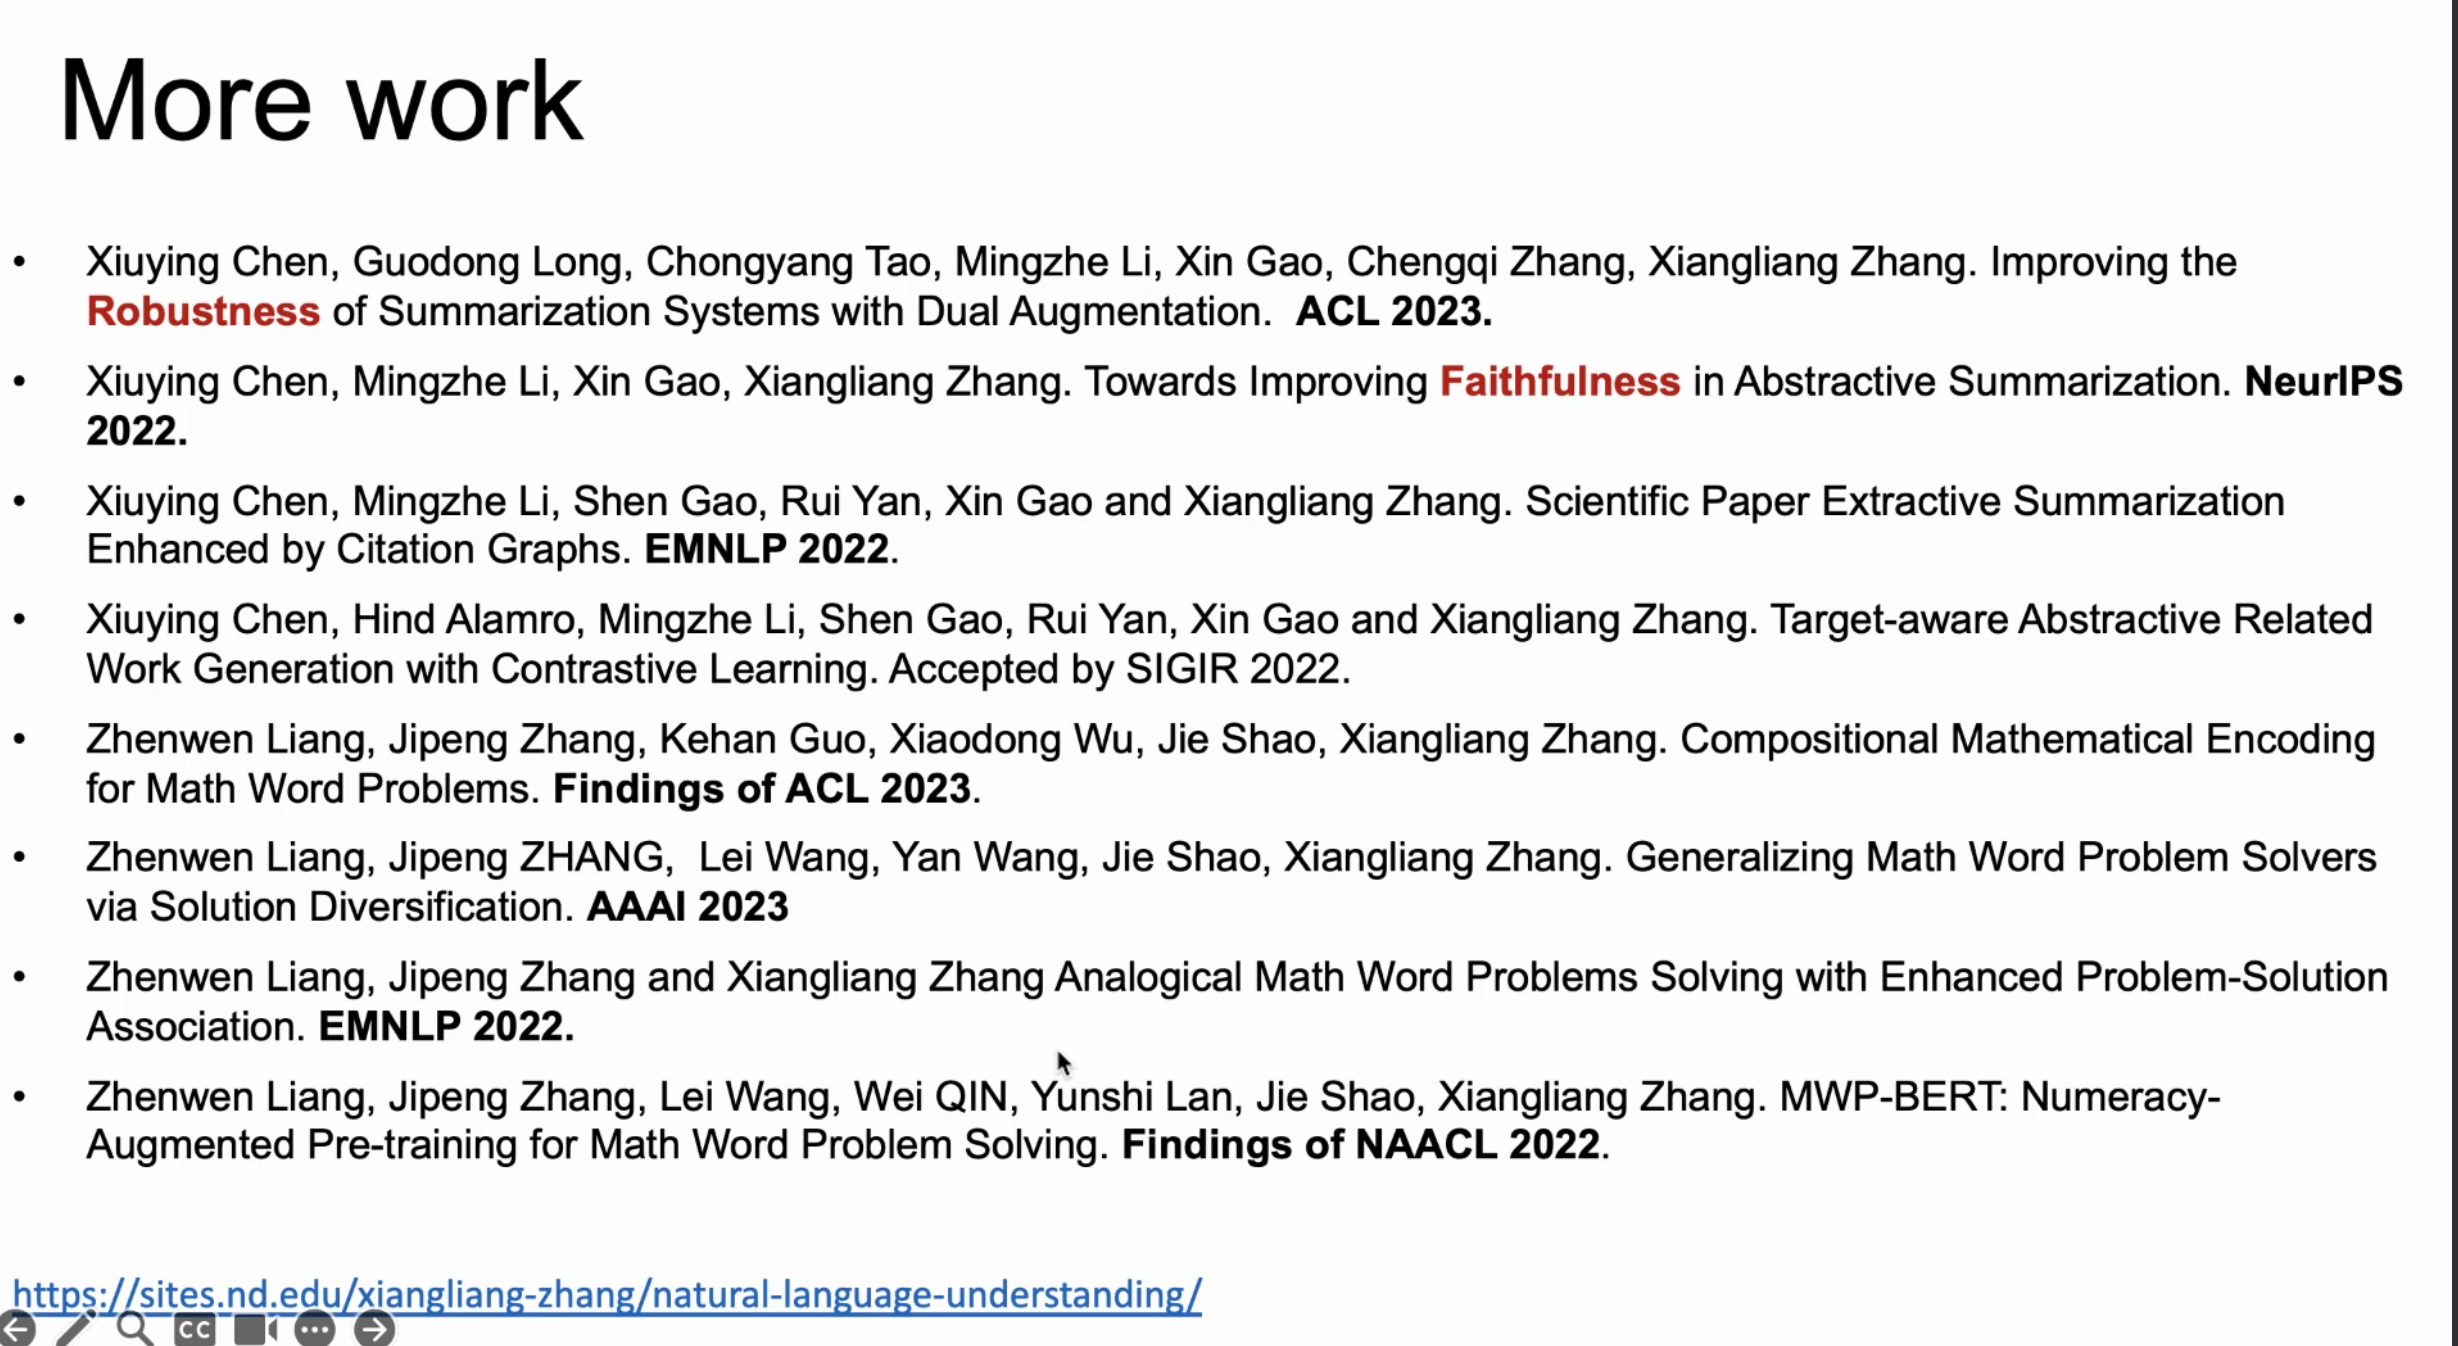 More work
• Xiuying Chen, Guodong Long, Chongyang Tao, Mingzhe Li, Xin Gao, Chengqi Zhang, Xiangliang Zhang. Improving the
Robustness of Summarization Systems with Dual Augmentation.  ACL 2023.
• Xiuying Chen, Mingzhe Li, Xin Gao, Xiangliang Zhang. Towards Improving Faithfulness in Abstractive Summarization. NeurIPS
2022.
• Xiuying Chen, Mingzhe Li, Shen Gao, Rui Yan, Xin Gao and Xiangliang Zhang. Scientific Paper Extractive Summarization
Enhanced by Citation Graphs. EMNLP 2022.
• Xiuying Chen, Hind Alamro, Mingzhe Li, Shen Gao, Rui Yan, Xin Gao and Xiangliang Zhang. Target-aware Abstractive Related
Work Generation with Contrastive Learning. Accepted by SIGIR 2022.
• Zhenwen Liang, Jipeng Zhang, Kehan Guo, Xiaodong Wu, Jie Shao, Xiangliang Zhang. Compositional Mathematical Encoding
for Math Word Problems. Findings of ACL 2023.
• Zhenwen Liang, Jipeng ZHANG,  Lei Wang, Yan Wang, Jie Shao, Xiangliang Zhang. Generalizing Math Word Problem Solvers
via Solution Diversification. AAAI 2023
• Zhenwen Liang, Jipeng Zhang and Xiangliang Zhang Analogical Math Word Problems Solving with Enhanced Problem-Solution
Association. EMNLP 2022.
• Zhenwen Liang, Jipeng Zhang, Lei Wang, Wei QIN, Yunshi Lan, Jie Shao, Xiangliang Zhang. MWP-BERT: Numeracy-
Augmented Pre-training for Math Word Problem Solving. Findings of NAACL 2022.
https://sites.nd.edu/xiangliang-zhang/natural-language-understanding/
CC